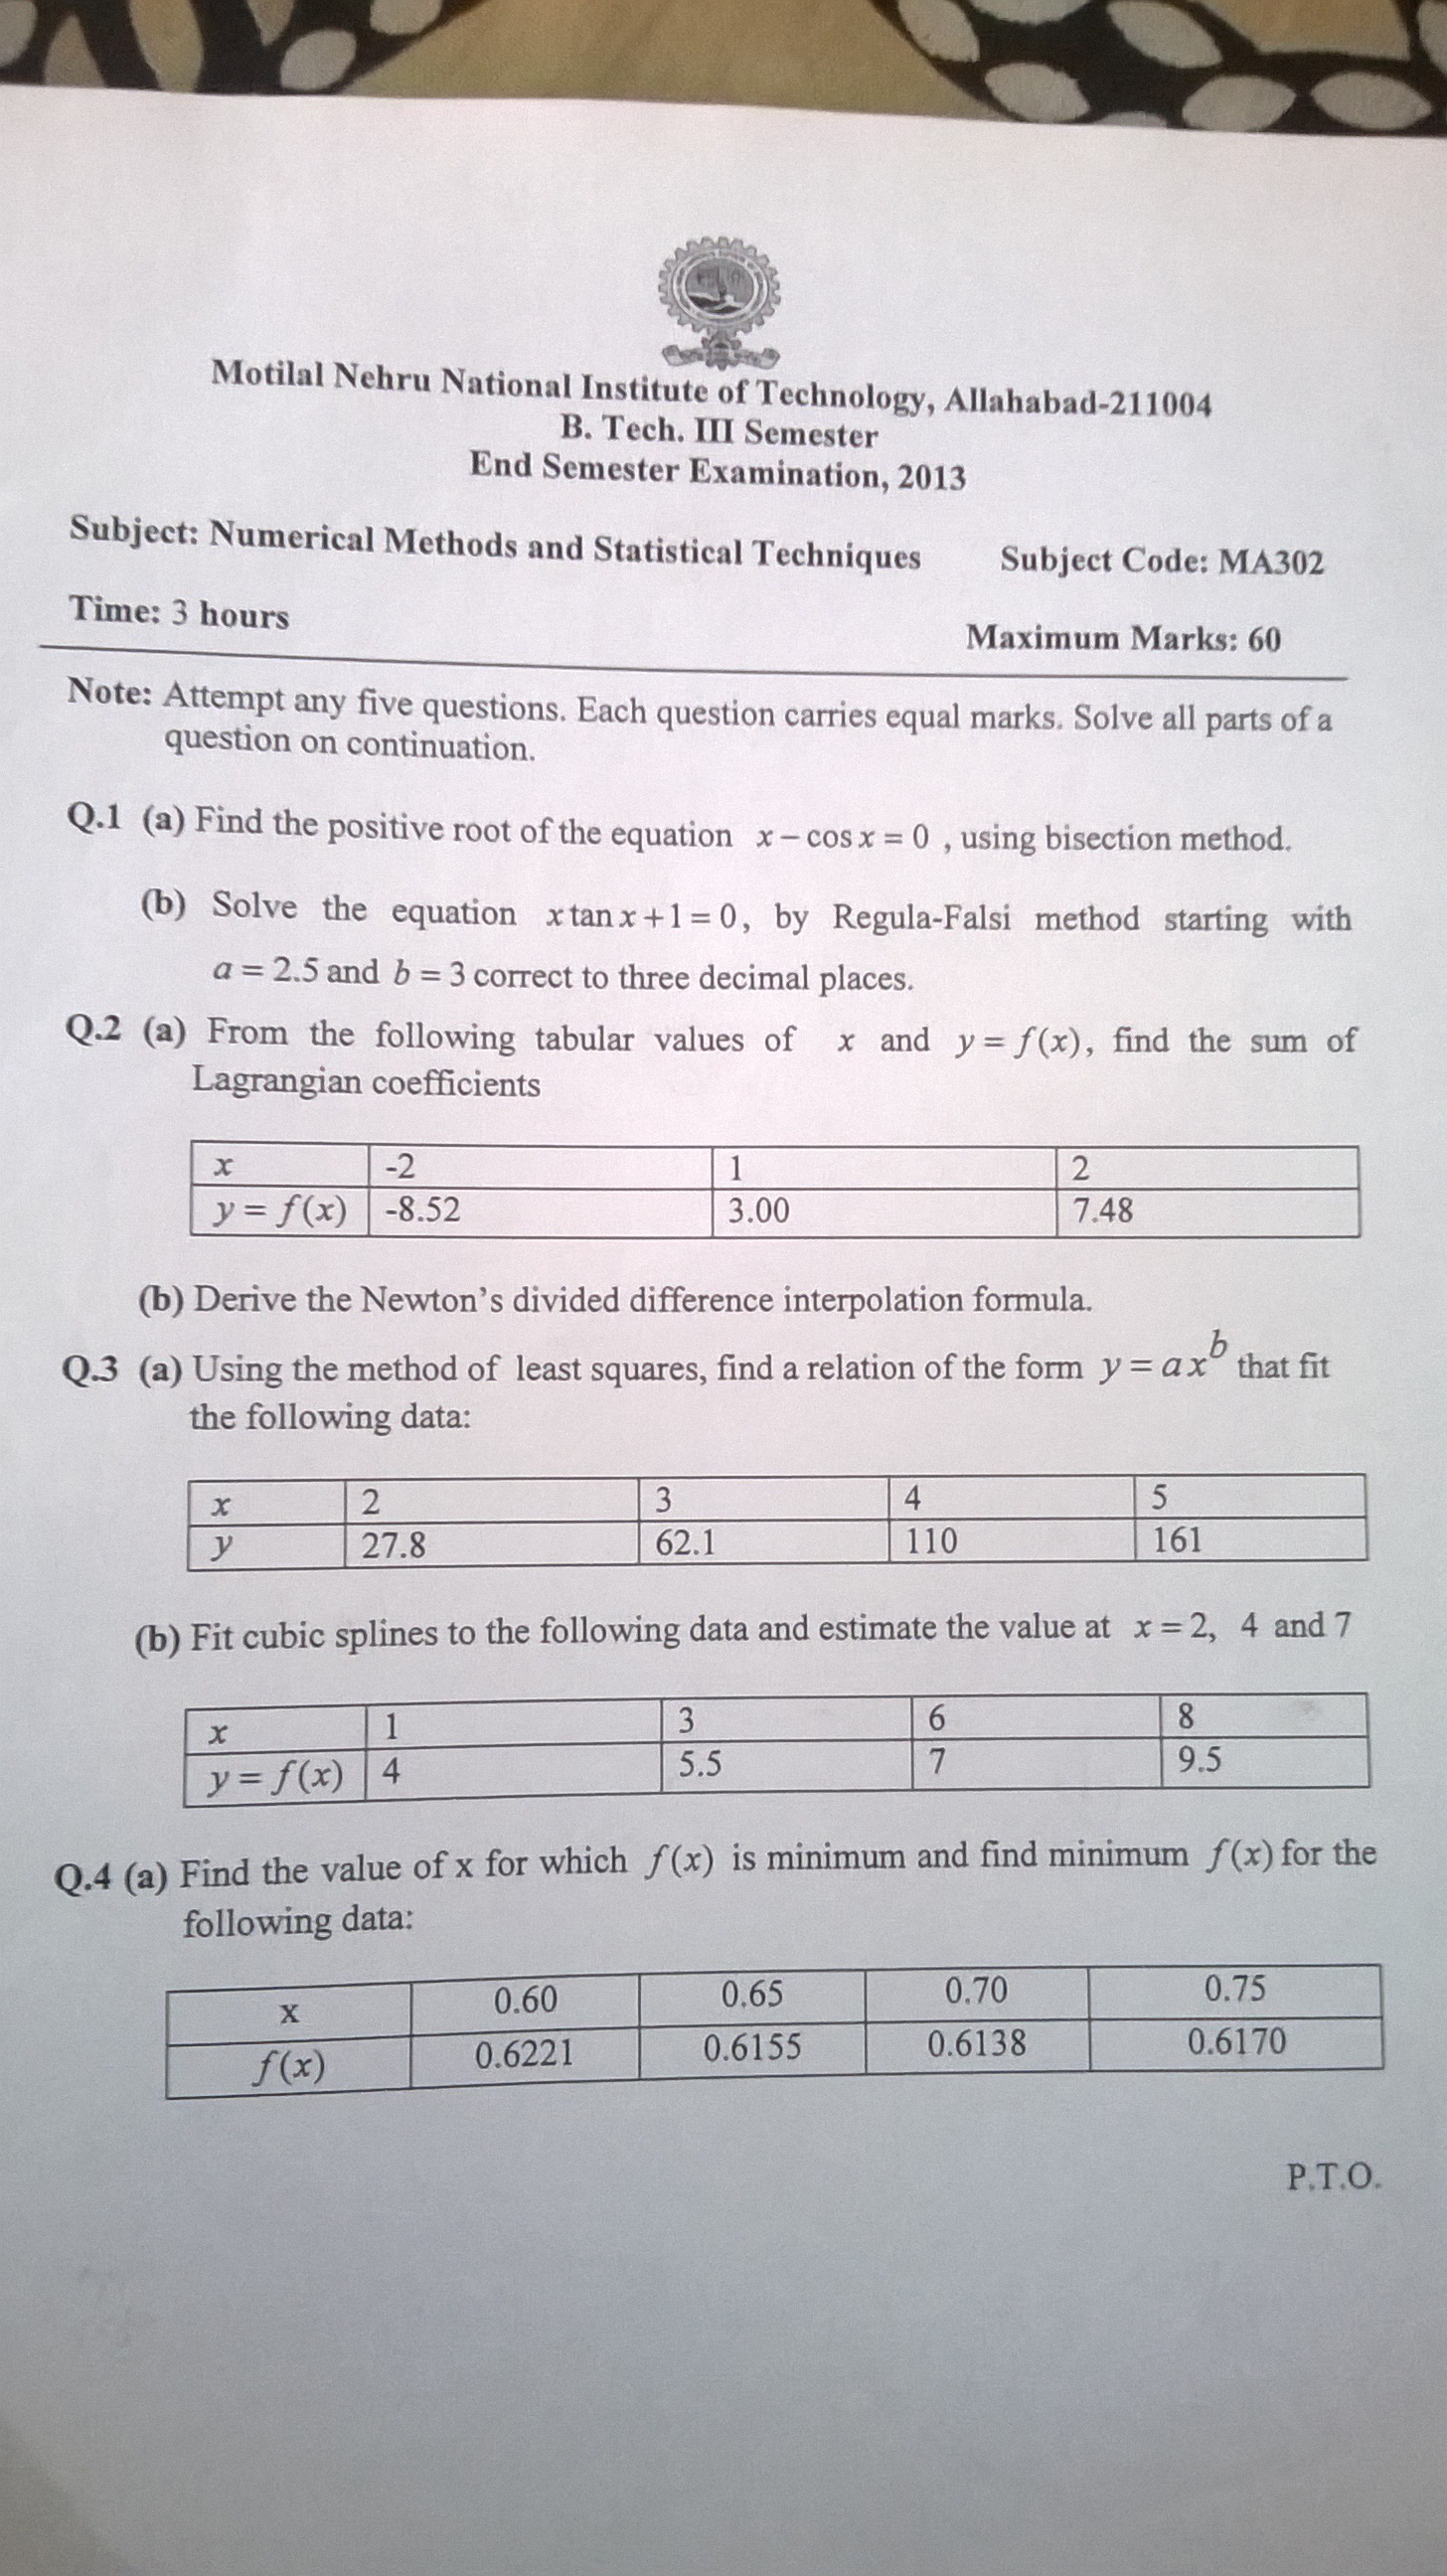 Motilal Nehru National Institute of Technology, Allahabad-211004
B. Tech. III Semester
End Semester Examination, 2013
Subject: Numerical Methods and Statistical Techniques Subject Code: MA302
Time: 3 hours Maximum Marks: 60
Note: Attempt any five questions. Each question carries equal marks. Solve all parts of a
question on continuation.
Q.1 (a) Find the positive root of the equation x − cos x = 0 , using bisection method.
(b) Solve the equation x tan x + 1 = 0, by Regula-Falsi method starting with
a = 2.5 and b = 3 correct to three decimal places.
Q.2 (a) From the following tabular values of x and y = f(x), find the sum of
Lagrangian coefficients
x -2 1 2
y = f(x) -8.52 3.00 7.48
(b) Derive the Newton's divided difference interpolation formula.
Q.3 (a) Using the method of least squares, find a relation of the form y = ax^b that fit
the following data:
x 2 3 4 5
y 27.8 62.1 110 161
(b) Fit cubic splines to the following data and estimate the value at x = 2, 4 and 7
x 1 3 6 8
y = f(x) 4 5.5 7 9.5
Q.4 (a) Find the value of x for which f(x) is minimum and find minimum f(x) for the
following data:
x 0.60 0.65 0.70 0.75
f(x) 0.6221 0.6155 0.6138 0.6170
P.T.O.